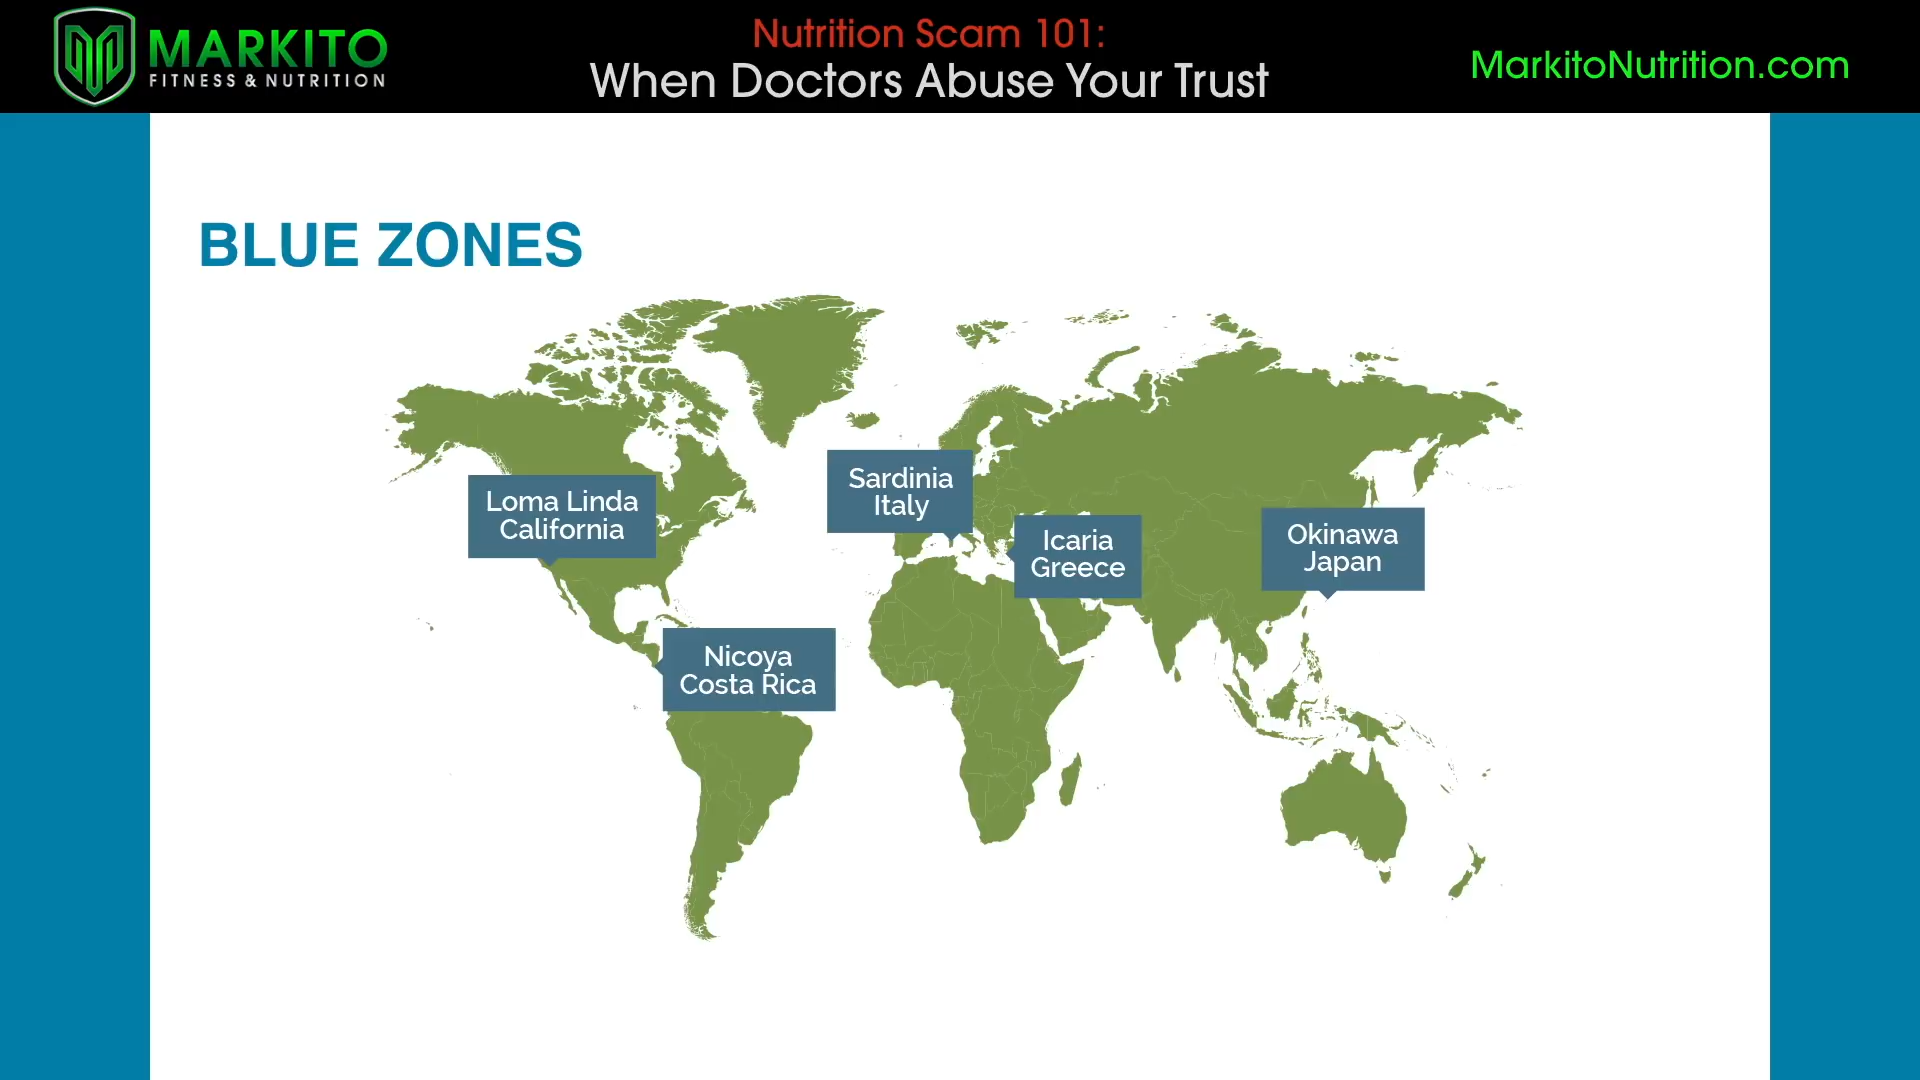 MARKITO
FITNESS & NUTRITION
Nutrition Scam 101:
When Doctors Abuse Your Trust
MarkitoNutrition.com
BLUE ZONES
Loma Linda
California
Sardinia
Italy
Icaria
Greece
Okinawa
Japan
Nicoya
Costa Rica